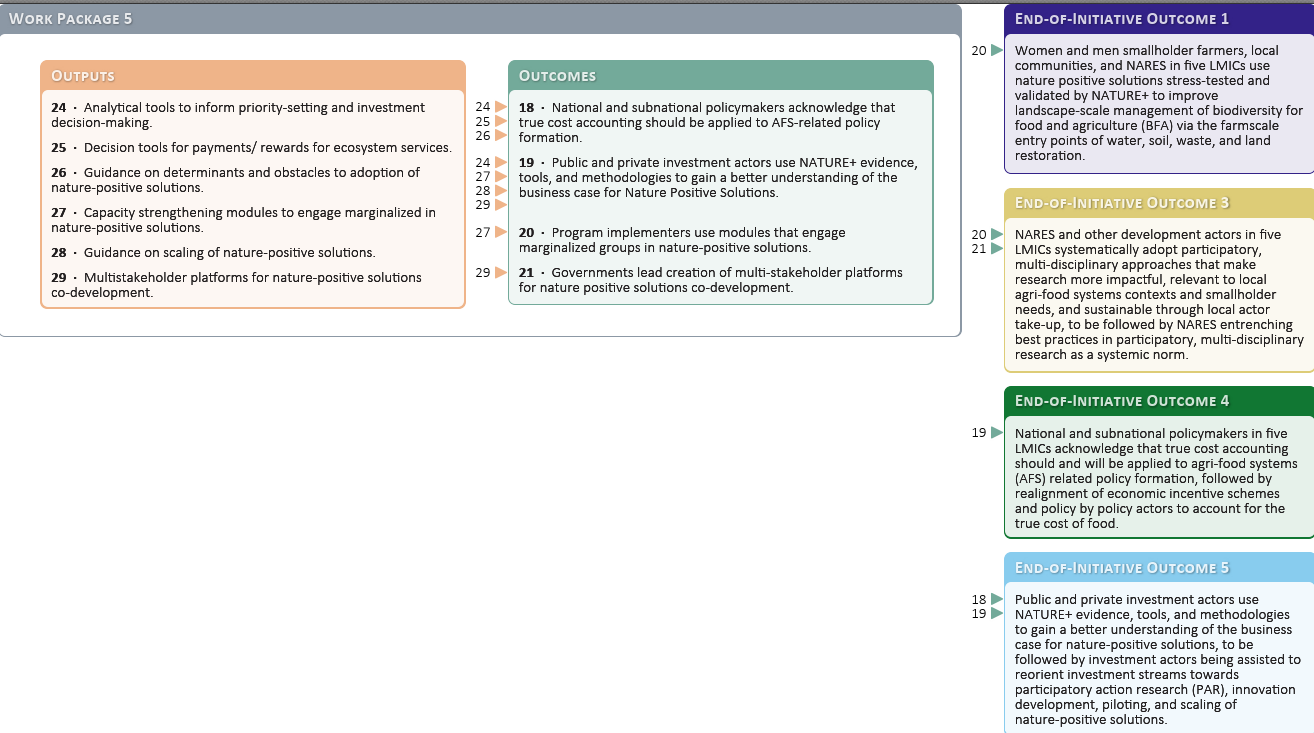 Work Package 5
Outputs
24 · Analytical tools to inform priority-setting and investment
decision-making.
25 · Decision tools for payments/ rewards for ecosystem services.
26 · Guidance on determinants and obstacles to adoption of
nature-positive solutions.
27 · Capacity strengthening modules to engage marginalized in
nature-positive solutions.
28 · Guidance on scaling of nature-positive solutions.
29 · Multistakeholder platforms for nature-positive solutions
co-development.
24
25
26
24
27
28
29
27
29
Outcomes
18 · National and subnational policymakers acknowledge that
true cost accounting should be applied to AFS-related policy
formation.
19 · Public and private investment actors use NATURE+ evidence,
tools, and methodologies to gain a better understanding of the
business case for Nature Positive Solutions.
20 · Program implementers use modules that engage
marginalized groups in nature-positive solutions.
21 · Governments lead creation of multi-stakeholder platforms
for nature positive solutions co-development.
End-of-Initiative Outcome 1
20
Women and men smallholder farmers, local
communities, and NARES in five LMICs use
nature positive solutions stress-tested and
validated by NATURE+ to improve
landscape-scale management of biodiversity for
food and agriculture (BFA) via the farmscale
entry points of water, soil, waste, and land
restoration.
End-of-Initiative Outcome 3
20
21
NARES and other development actors in five
LMICs systematically adopt participatory,
multi-disciplinary approaches that make
research more impactful, relevant to local
agri-food systems contexts and smallholder
needs, and sustainable through local actor
take-up, to be followed by NARES entrenching
best practices in participatory, multi-disciplinary
research as a systemic norm.
End-of-Initiative Outcome 4
19
National and subnational policymakers in five
LMICs acknowledge that true cost accounting
should and will be applied to agri-food systems
(AFS) related policy formation, followed by
realignment of economic incentive schemes
and policy by policy actors to account for the
true cost of food.
End-of-Initiative Outcome 5
18
19
Public and private investment actors use
NATURE+ evidence, tools, and methodologies
to gain a better understanding of the business
case for nature-positive solutions, to be
followed by investment actors being assisted to
reorient investment streams towards
participatory action research (PAR), innovation
development, piloting, and scaling of
nature-positive solutions.